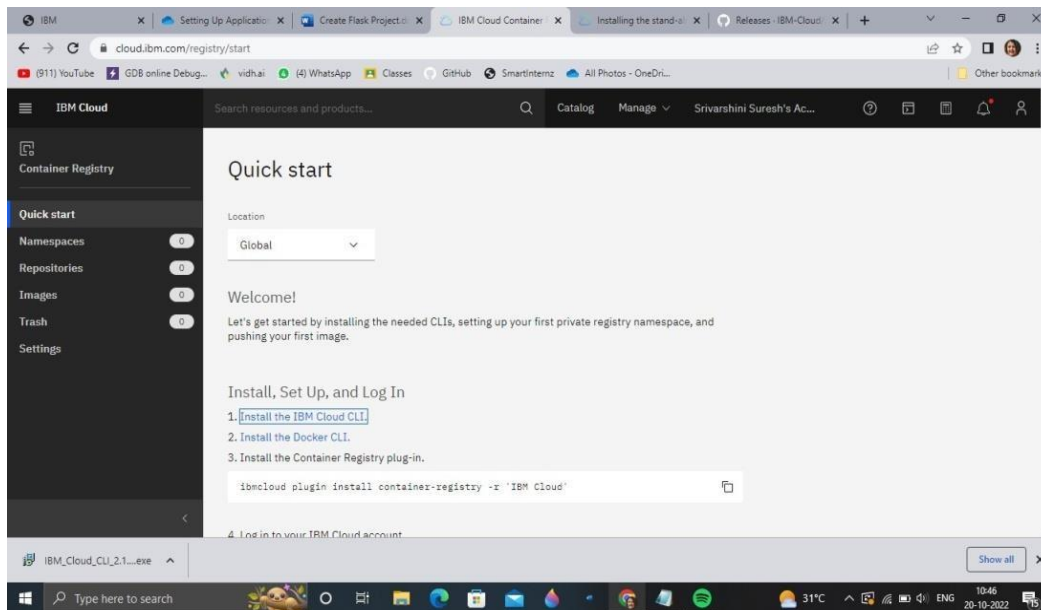 IBM
Setting Up Applicatio
Create Flask Project.d
IBM Cloud Container
Installing the stand-al
Releases · IBM-Cloud
cloud.ibm.com/registry/start
(911) YouTube
GDB online Debug...
vidh.ai
(4) WhatsApp
Classes
GitHub
SmartInternz
All Photos - OneDri...
Other bookmark
IBM Cloud
Search resources and products...
Catalog
Manage
Srivarshini Suresh's Ac...
Container Registry
Quick start
Namespaces 0
Repositories 0
Images 0
Trash 0
Settings
Quick start
Location
Global
Welcome!
Let's get started by installing the needed CLIs, setting up your first private registry namespace, and
pushing your first image.
Install, Set Up, and Log In
1. Install the IBM Cloud CLI.
2. Install the Docker CLI.
3. Install the Container Registry plug-in.
ibmcloud plugin install container-registry -r 'IBM Cloud'
4. Log in to your IBM Cloud account
IBM_Cloud_CLI_2.1....exe
Show all
Type here to search
31°C
ENG
10:46
20-10-2022
15